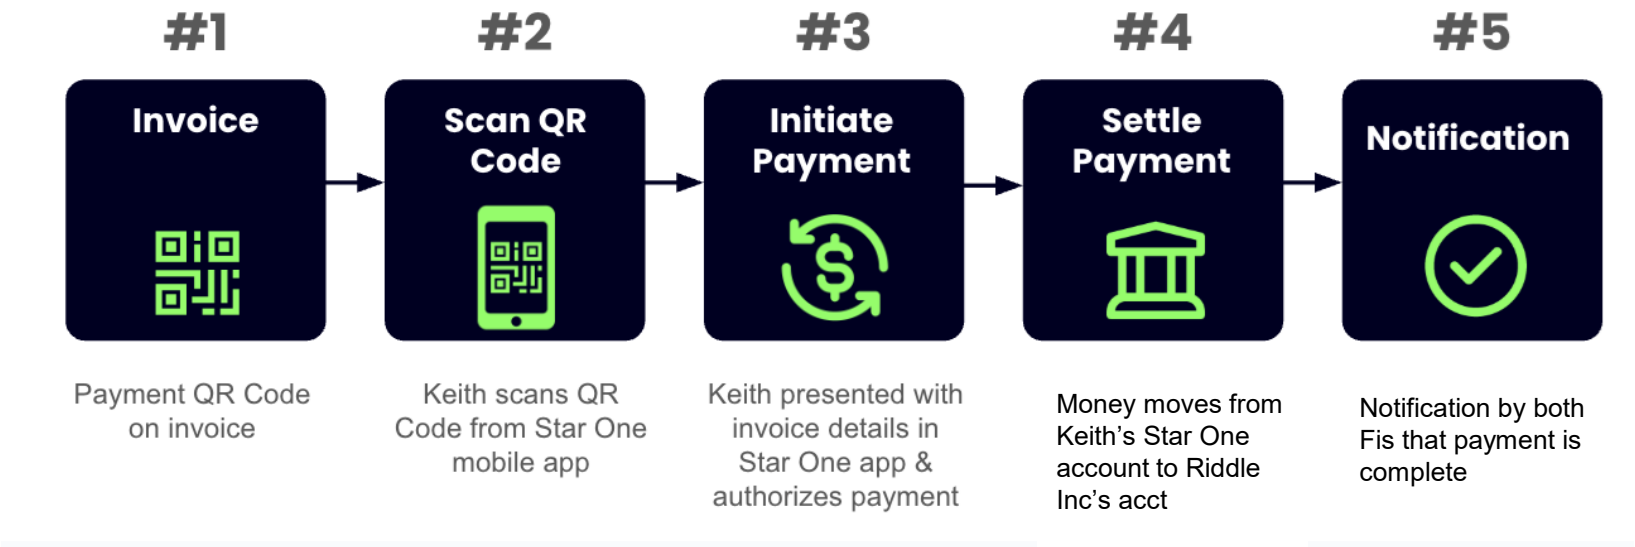 #1
#2
#3
#4
#5
Invoice
Scan QR
Code
Initiate
Payment
Settle
Payment
Notification
Payment QR Code
on invoice
Keith scans QR
Code from Star One
mobile app
Keith presented with
invoice details in
Star One app &
authorizes payment
Money moves from
Keith’s Star One
account to Riddle
Inc’s acct
Notification by both
Fis that payment is
complete